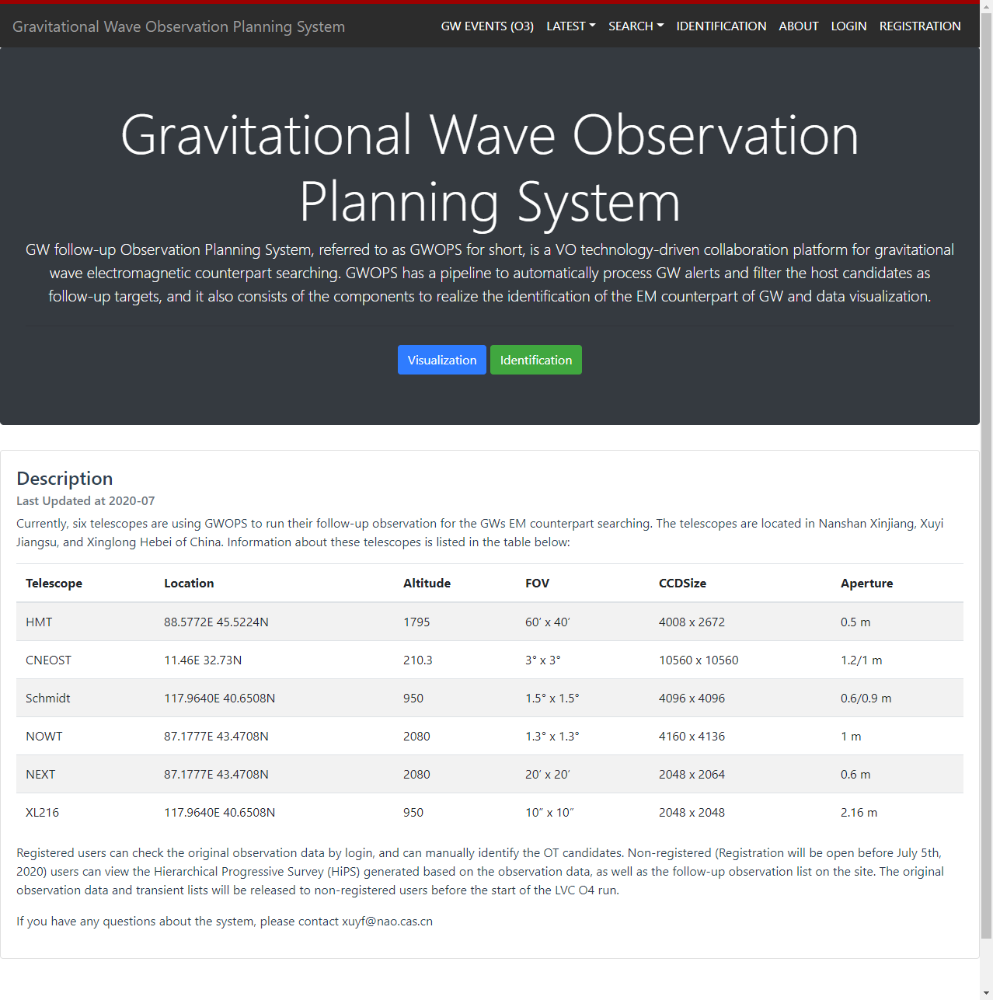 Gravitational Wave Observation Planning System GW EVENTS (O3) LATEST SEARCH IDENTIFICATION ABOUT LOGIN REGISTRATION
Gravitational Wave Observation
Planning System
GW follow-up Observation Planning System, referred to as GWOPS for short, is a VO technology-driven collaboration platform for gravitational
wave electromagnetic counterpart searching. GWOPS has a pipeline to automatically process GW alerts and filter the host candidates as
follow-up targets, and it also consists of the components to realize the identification of the EM counterpart of GW and data visualization.
Visualization Identification
Description
Last Updated at 2020-07
Currently, six telescopes are using GWOPS to run their follow-up observation for the GWs EM counterpart searching. The telescopes are located in Nanshan Xinjiang, Xuyi
Jiangsu, and Xinglong Hebei of China. Information about these telescopes is listed in the table below:
Telescope Location Altitude FOV CCDSize Aperture
HMT 88.5772E 45.5224N 1795 60′ x 40′ 4008 x 2672 0.5 m
CNEOST 11.46E 32.73N 210.3 3° x 3° 10560 x 10560 1.2/1 m
Schmidt 117.9640E 40.6508N 950 1.5° x 1.5° 4096 x 4096 0.6/0.9 m
NOWT 87.1777E 43.4708N 2080 1.3° x 1.3° 4160 x 4136 1 m
NEXT 87.1777E 43.4708N 2080 20′ x 20′ 2048 x 2064 0.6 m
XL216 117.9640E 40.6508N 950 10″ x 10″ 2048 x 2048 2.16 m
Registered users can check the original observation data by login, and can manually identify the OT candidates. Non-registered (Registration will be open before July 5th,
2020) users can view the Hierarchical Progressive Survey (HiPS) generated based on the observation data, as well as the follow-up observation list on the site. The original
observation data and transient lists will be released to non-registered users before the start of the LVC O4 run.
If you have any questions about the system, please contact xuyf@nao.cas.cn